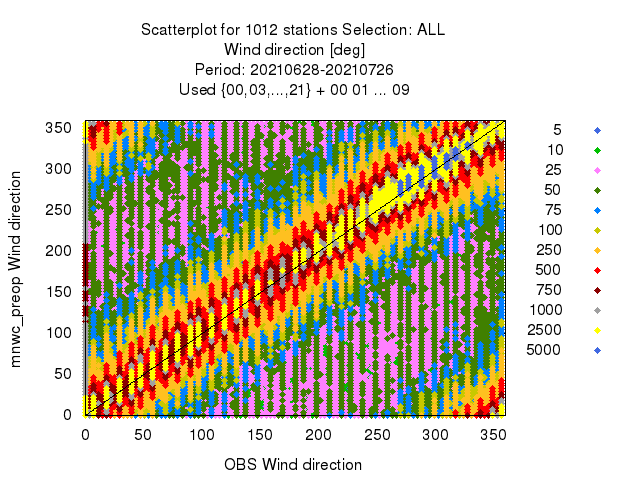 Scatterplot for 1012 stations Selection: ALL
Wind direction [deg]
Period: 20210628-20210726
Used {00,03,...,21} + 00 01 ... 09
mnwc_preop Wind direction
350
300
250
200
150
100
50
0
0 50 100 150 200 250 300 350
OBS Wind direction
5
10
25
50
75
100
250
500
750
1000
2500
5000